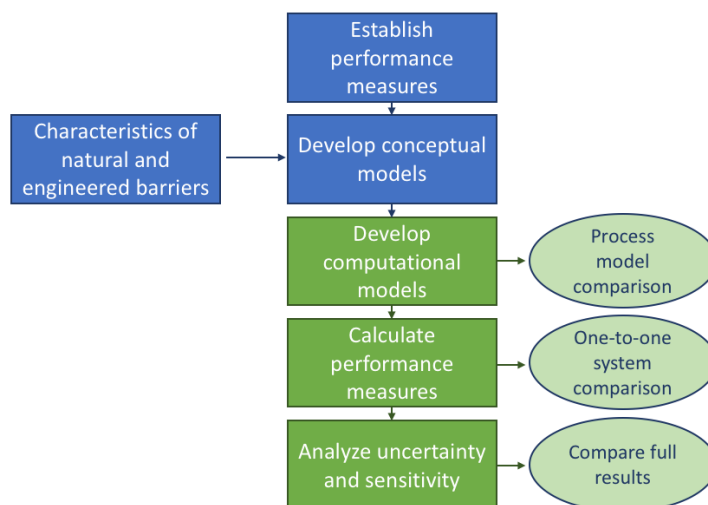 Establish
performance
measures
Characteristics of
natural and
engineered barriers
Develop conceptual
models
Develop
computational
models
Process
model
comparison
Calculate
performance
measures
One-to-one
system
comparison
Analyze uncertainty
and sensitivity
Compare full
results